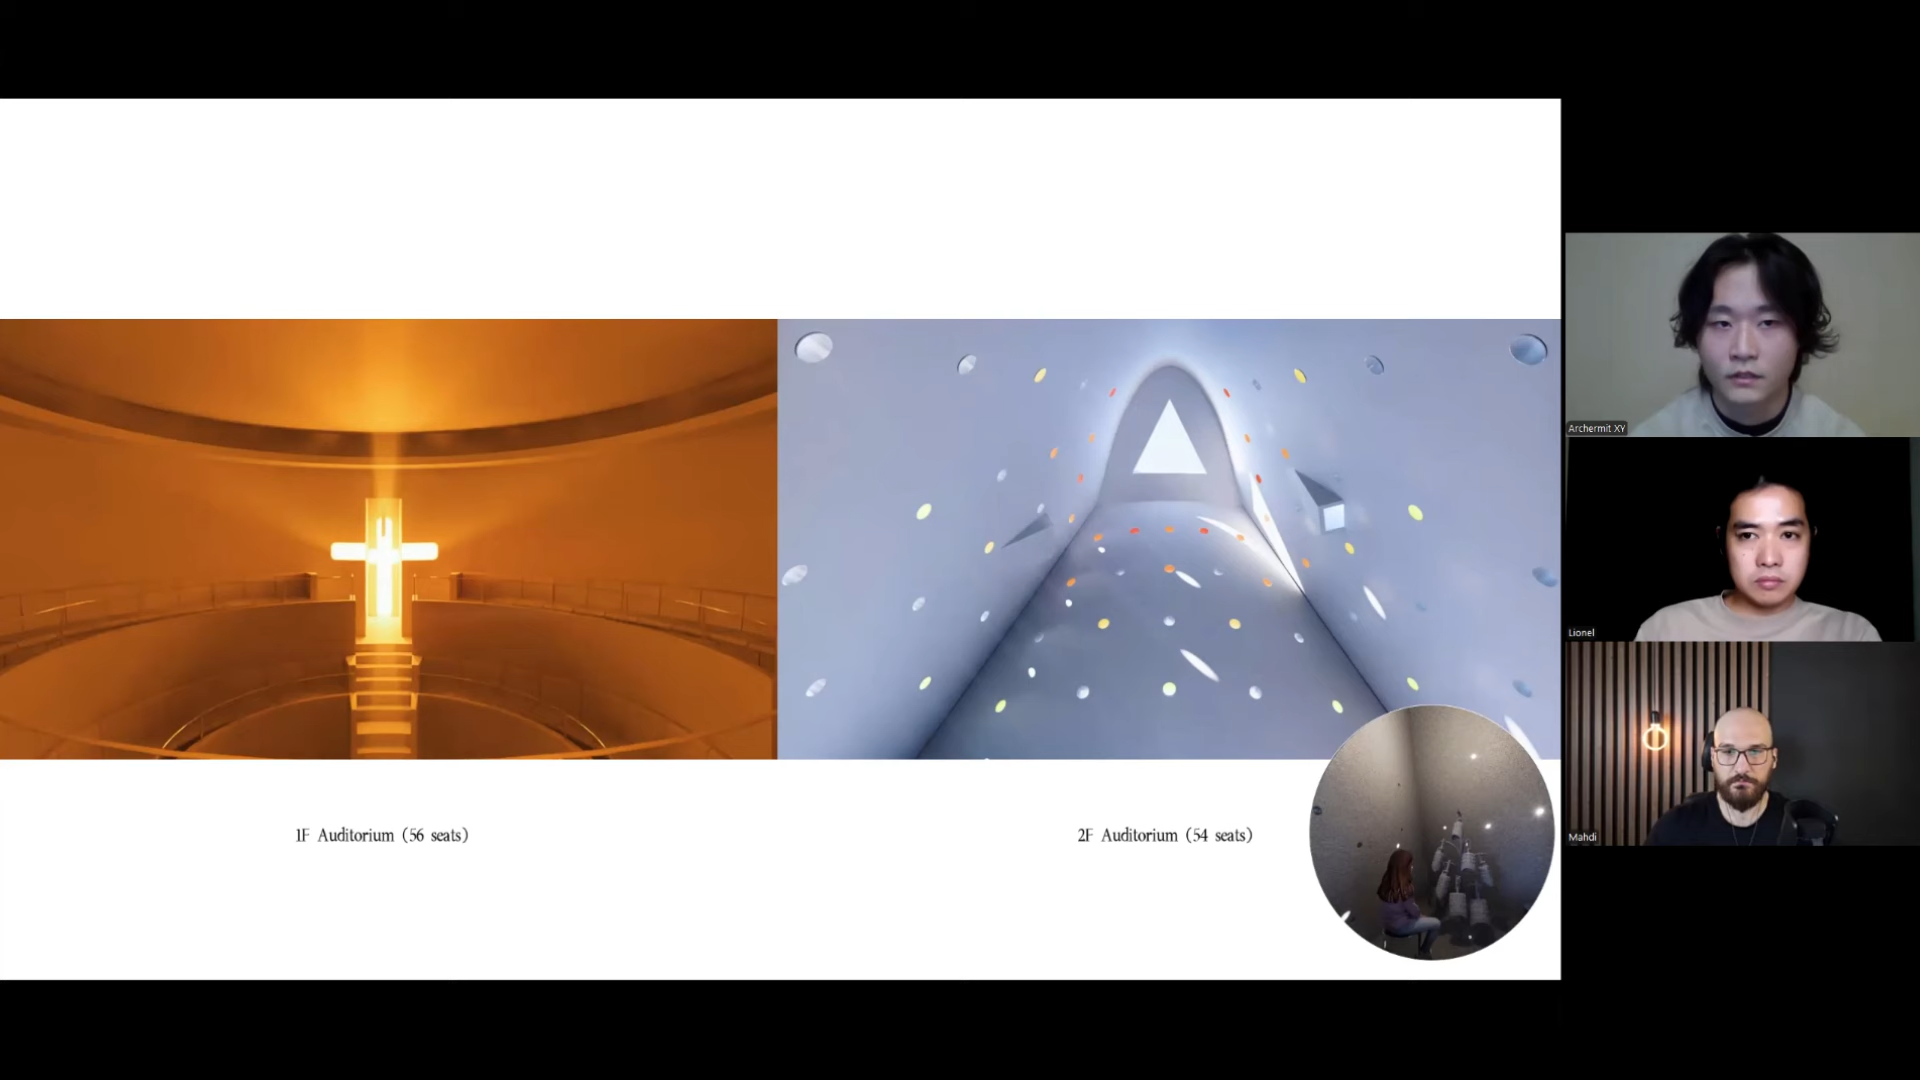 1F Auditorium (56 seats)
2F Auditorium (54 seats)
Archermit XY
Lionel
Mahdi